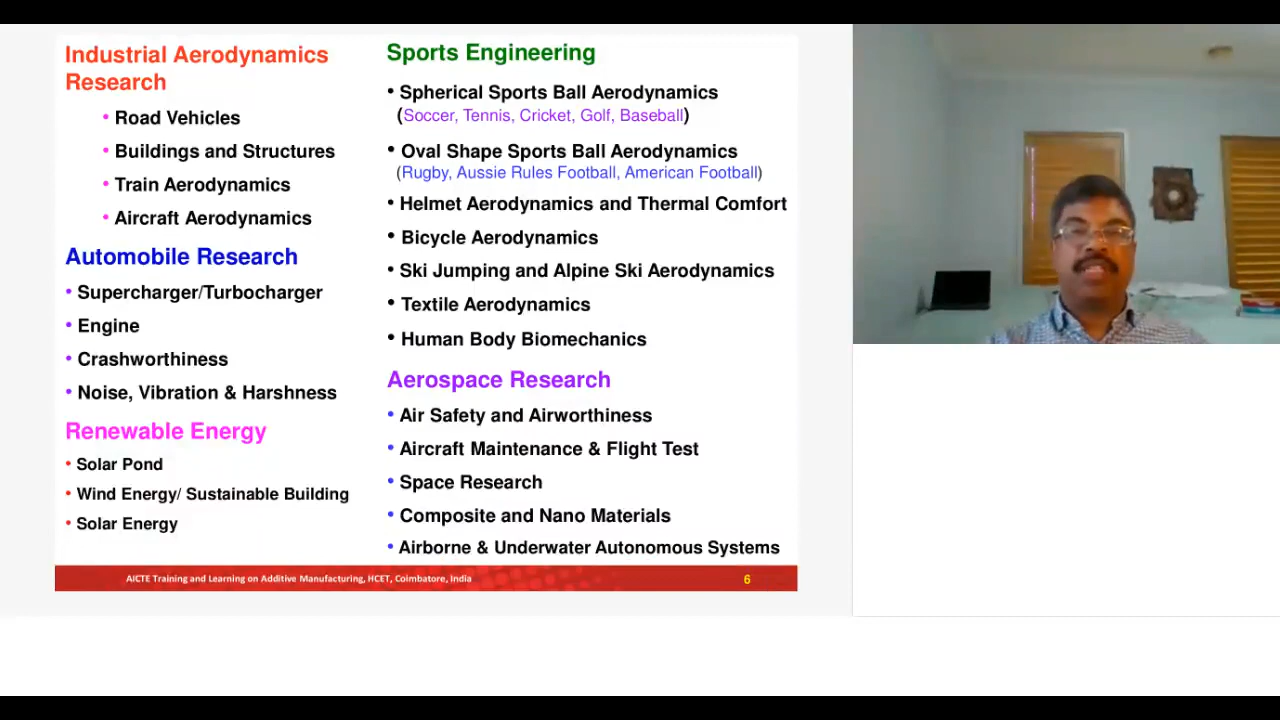 Industrial Aerodynamics
Research
• Road Vehicles
• Buildings and Structures
• Train Aerodynamics
• Aircraft Aerodynamics
Automobile Research
• Supercharger/Turbocharger
• Engine
• Crashworthiness
• Noise, Vibration & Harshness
Renewable Energy
• Solar Pond
• Wind Energy/ Sustainable Building
• Solar Energy
Sports Engineering
• Spherical Sports Ball Aerodynamics
(Soccer, Tennis, Cricket, Golf, Baseball)
• Oval Shape Sports Ball Aerodynamics
(Rugby, Aussie Rules Football, American Football)
• Helmet Aerodynamics and Thermal Comfort
• Bicycle Aerodynamics
• Ski Jumping and Alpine Ski Aerodynamics
• Textile Aerodynamics
• Human Body Biomechanics
Aerospace Research
• Air Safety and Airworthiness
• Aircraft Maintenance & Flight Test
• Space Research
• Composite and Nano Materials
• Airborne & Underwater Autonomous Systems
AICTE Training and Learning on Additive Manufacturing, HCET, Coimbatore, India
6